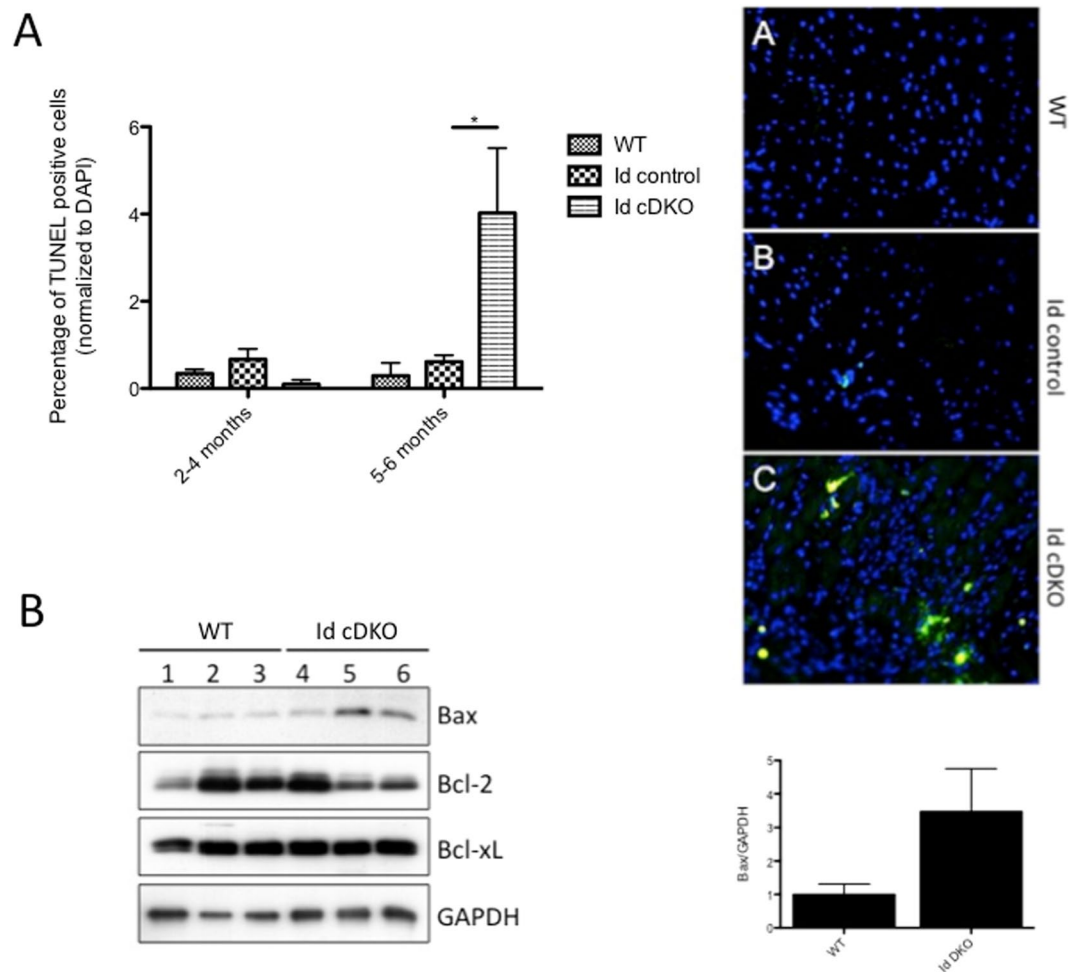 A
Percentage of TUNEL positive cells
(normalized to DAPI)
6
4
2
0
*
2-4 months
5-6 months
WT
Id control
Id cDKO
A
WT
B
Id control
C
Id cDKO
B
WT Id cDKO
1 2 3 4 5 6
Bax
Bcl-2
Bcl-xL
GAPDH
Bax/GAPDH
5
4
3
2
1
0
WT
Id DKO